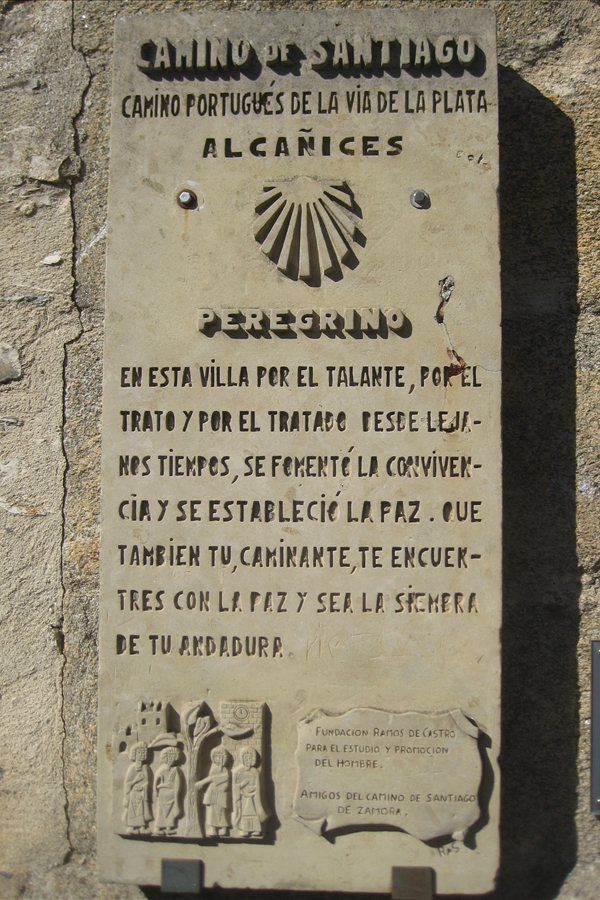 CAMINO DE SANTIAGO
CAMINO PORTUGUÉS DE LA VIA DE LA PLATA
ALCAÑICES
PEREGRINO
EN ESTA VILLA POR EL TALANTE, POR EL
TRATO Y POR EL TRATADO DESDE LEJA-
NOS TIEMPOS, SE FOMENTÓ LA CONVIVEN-
CIA Y SE ESTABLECIÓ LA PAZ. QUE
TAMBIEN TU, CAMINANTE, TE ENCUEN-
TRES CON LA PAZ Y SEA LA SIEMBRA
DE TU ANDADURA.
FUNDACION RAMOS DE CASTRO
PARA EL ESTUDIO Y PROMOCION
DEL HOMBRE.
AMIGOS DEL CAMINO DE SANTIAGO
DE ZAMORA.
RAS